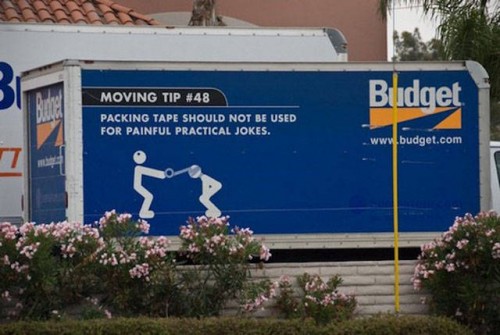 MOVING TIP #48
PACKING TAPE SHOULD NOT BE USED
FOR PAINFUL PRACTICAL JOKES.
Budget
www.budget.com
Budget